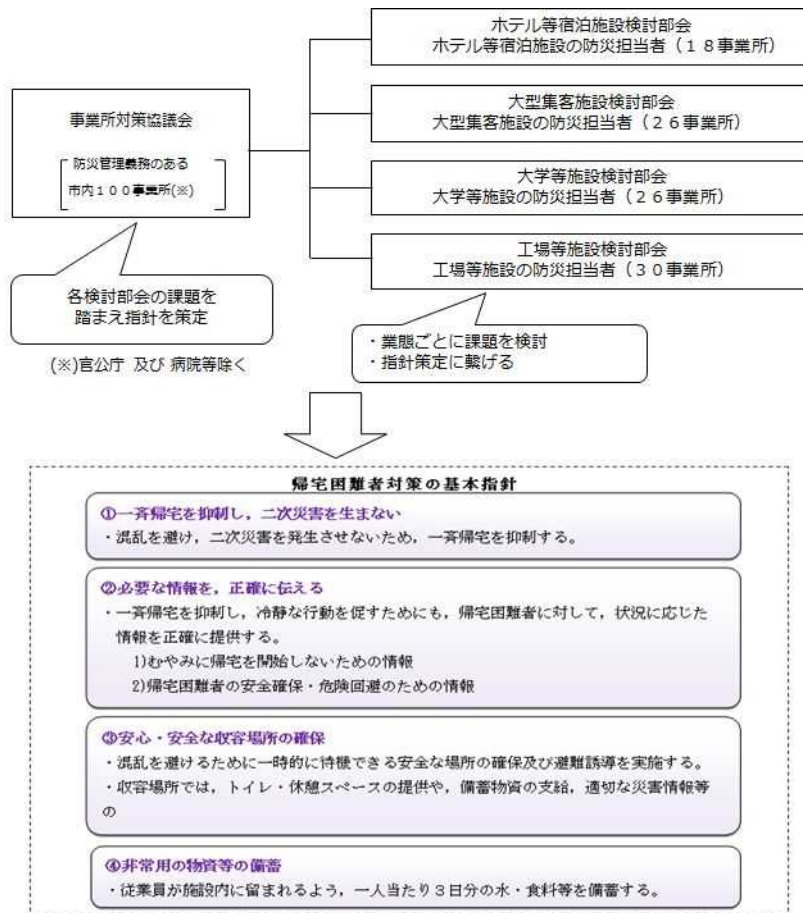 ホテル等宿泊施設検討部会
ホテル等宿泊施設の防災担当者（１８事業所）
事業所対策協議会
防災管理義務のある
市内１００事業所(※)
大型集客施設検討部会
大型集客施設の防災担当者（２６事業所）
大学等施設検討部会
大学等施設の防災担当者（２６事業所）
工場等施設検討部会
工場等施設の防災担当者（３０事業所）
各検討部会の課題を
踏まえ指針を策定
(※)官公庁 及び 病院等除く
・業態ごとに課題を検討
・指針策定に繋げる
帰宅困難者対策の基本指針
①一斉帰宅を抑制し，二次災害を生まない
・混乱を避け，二次災害を発生させないため，一斉帰宅を抑制する。
②必要な情報を，正確に伝える
・一斉帰宅を抑制し，冷静な行動を促すためにも，帰宅困難者に対して，状況に応じた
情報を正確に提供する。
1)むやみに帰宅を開始しないための情報
2)帰宅困難者の安全確保・危険回避のための情報
③安心・安全な収容場所の確保
・混乱を避けるために一時的に待機できる安全な場所の確保及び避難誘導を実施する。
・収容場所では，トイレ・休憩スペースの提供や，備蓄物資の支給，適切な災害情報等
の
④非常用の物資等の備蓄
・従業員が施設内に留まれるよう，一人当たり３日分の水・食料等を備蓄する。